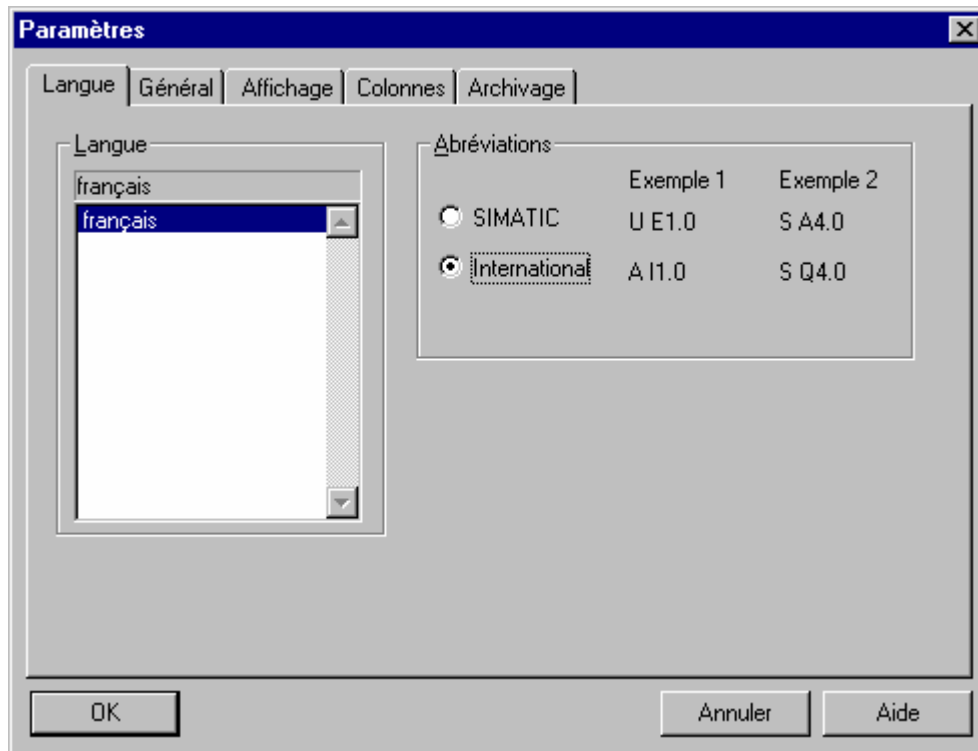 Paramètres
Langue Général Affichage Colonnes Archivage
Langue
français
français
Abréviations
Exemple 1 Exemple 2
SIMATIC U E1.0 S A4.0
International A I1.0 S Q4.0
OK Annuler Aide